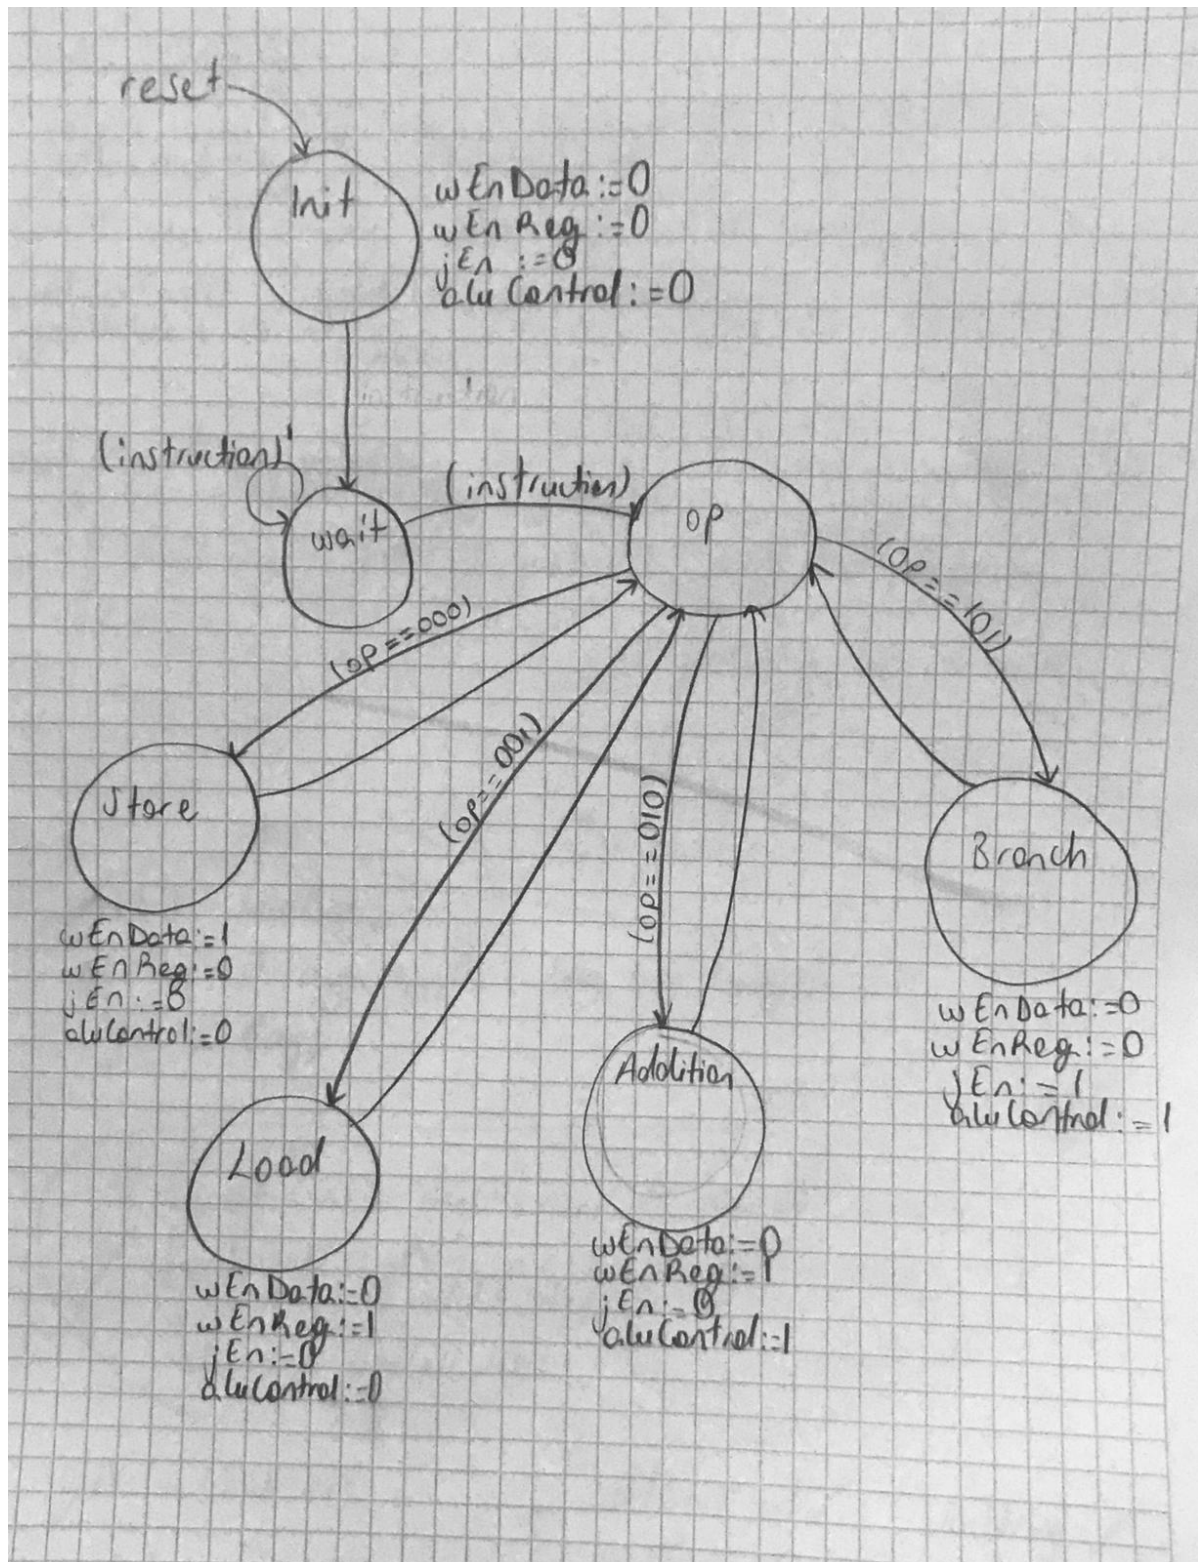 reset
Init
wEnData:=0
wEnReg:=0
jEn:=0
aluControl:=0
(instruction)'
(instruction)
wait
op
(op==000)
(op==001)
(op==010)
(op==101)
Store
wEnData:=1
wEnReg:=0
jEn:=0
aluControl:=0
Load
wEnData:=0
wEnReg:=1
jEn:=0
aluControl:=0
Addition
wEnData:=0
wEnReg:=1
jEn:=0
aluControl:=1
Branch
wEnData:=0
wEnReg:=0
jEn:=1
aluControl:=1